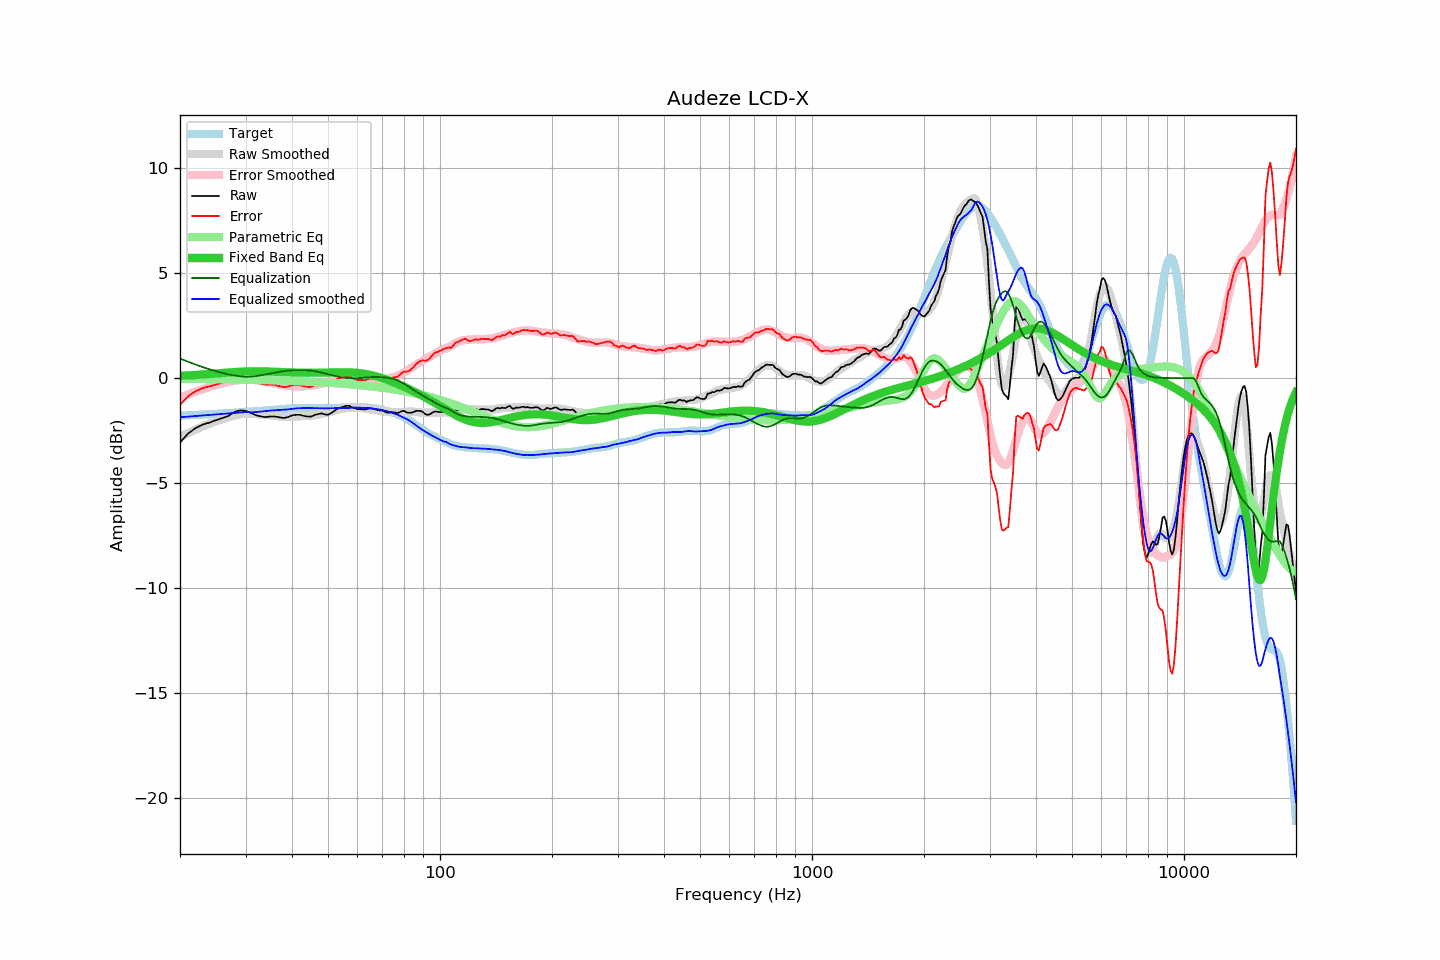 Audeze LCD-X
Target
Raw Smoothed
Error Smoothed
Raw
Error
Parametric Eq
Fixed Band Eq
Equalization
Equalized smoothed
10
5
0
−5
−10
−15
−20
Amplitude (dBr)
100 1000 10000
Frequency (Hz)